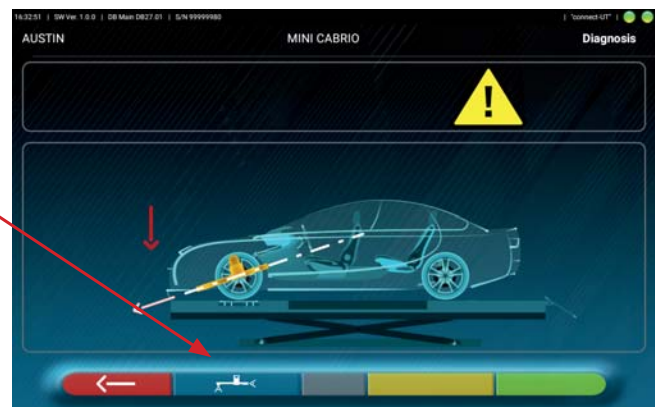 16:32:51 | SW Ver. 1.0.0 | DB Main DB27.01 | S/N 99999980 | "connect-UT" |
AUSTIN MINI CABRIO Diagnosis